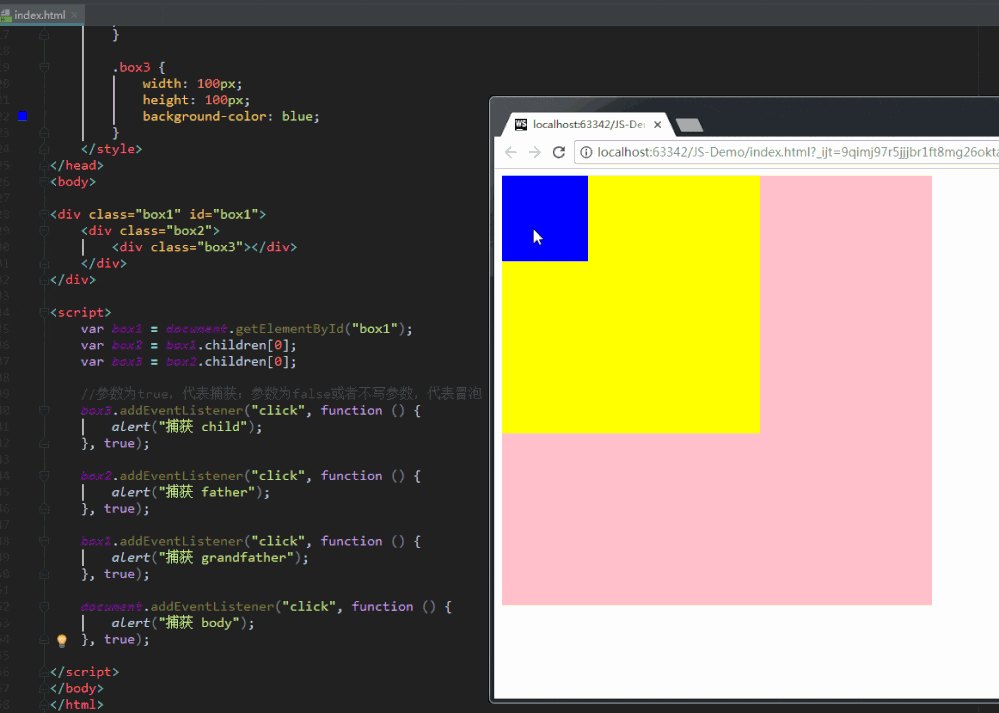 index.html
}
.box3 {
width: 100px;
height: 100px;
background-color: blue;
}
</style>
</head>
<body>
<div class="box1" id="box1">
<div class="box2">
<div class="box3"></div>
</div>
</div>
<script>
var box1 = document.getElementById("box1");
var box2 = box1.children[0];
var box3 = box2.children[0];
//参数为true，代表捕获；参数为false或者不写参数，代表冒泡
box3.addEventListener("click", function () {
alert("捕获 child");
}, true);
box2.addEventListener("click", function () {
alert("捕获 father");
}, true);
box1.addEventListener("click", function () {
alert("捕获 grandfather");
}, true);
document.addEventListener("click", function () {
alert("捕获 body");
}, true);
</script>
</body>
</html>
WS
localhost:63342/JS-De
localhost:63342/JS-Demo/index.html?_ijt=9qimj97r5jjjbr1ft8mg26okta